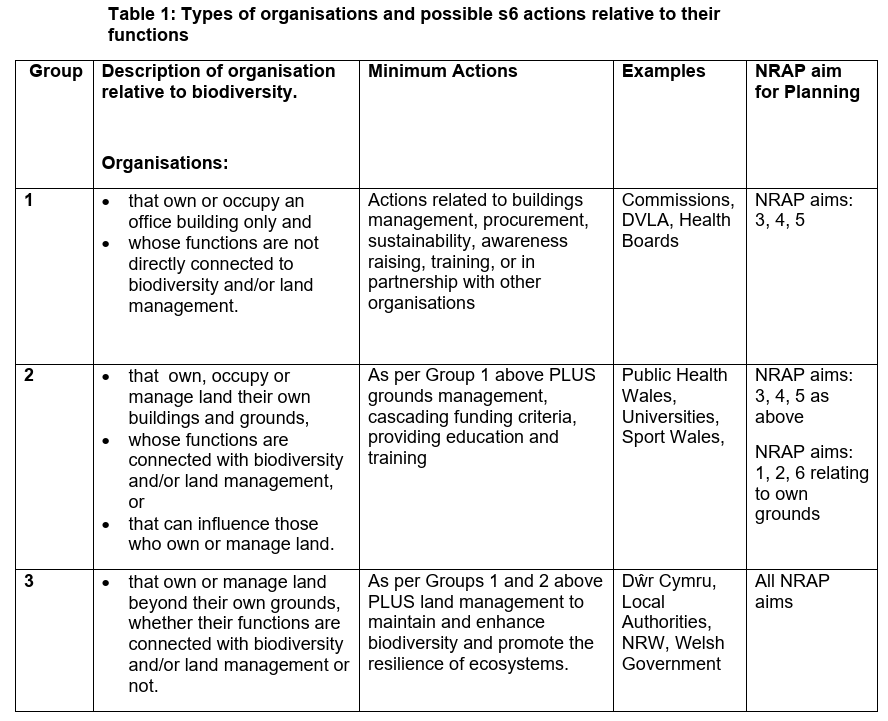 Table 1: Types of organisations and possible s6 actions relative to their
functions
Group
Description of organisation
relative to biodiversity.
Organisations:
Minimum Actions
Examples
NRAP aim
for Planning
1
• that own or occupy an
office building only and
• whose functions are not
directly connected to
biodiversity and/or land
management.
Actions related to buildings
management, procurement,
sustainability, awareness
raising, training, or in
partnership with other
organisations
Commissions,
DVLA, Health
Boards
NRAP aims:
3, 4, 5
2
• that  own, occupy or
manage land their own
buildings and grounds,
• whose functions are
connected with biodiversity
and/or land management,
or
• that can influence those
who own or manage land.
As per Group 1 above PLUS
grounds management,
cascading funding criteria,
providing education and
training
Public Health
Wales,
Universities,
Sport Wales,
NRAP aims:
3, 4, 5 as
above
NRAP aims:
1, 2, 6 relating
to own
grounds
3
• that own or manage land
beyond their own grounds,
whether their functions are
connected with biodiversity
and/or land management or
not.
As per Groups 1 and 2 above
PLUS land management to
maintain and enhance
biodiversity and promote the
resilience of ecosystems.
Dŵr Cymru,
Local
Authorities,
NRW, Welsh
Government
All NRAP
aims